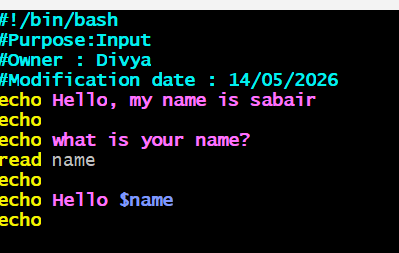 #!/bin/bash
#Purpose:Input
#Owner : Divya
#Modification date : 14/05/2026
echo Hello, my name is sabair
echo
echo what is your name?
read name
echo
echo Hello $name
echo